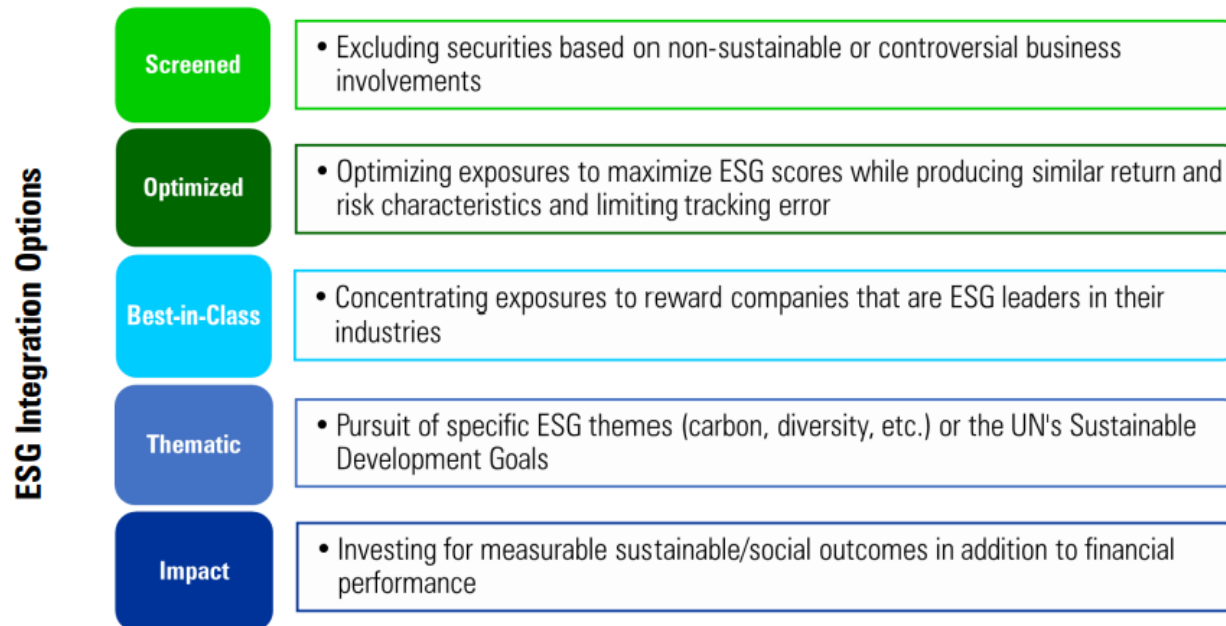 ESG Integration Options
Screened
• Excluding securities based on non-sustainable or controversial business
involvements
Optimized
• Optimizing exposures to maximize ESG scores while producing similar return and
risk characteristics and limiting tracking error
Best-in-Class
• Concentrating exposures to reward companies that are ESG leaders in their
industries
Thematic
• Pursuit of specific ESG themes (carbon, diversity, etc.) or the UN's Sustainable
Development Goals
Impact
• Investing for measurable sustainable/social outcomes in addition to financial
performance